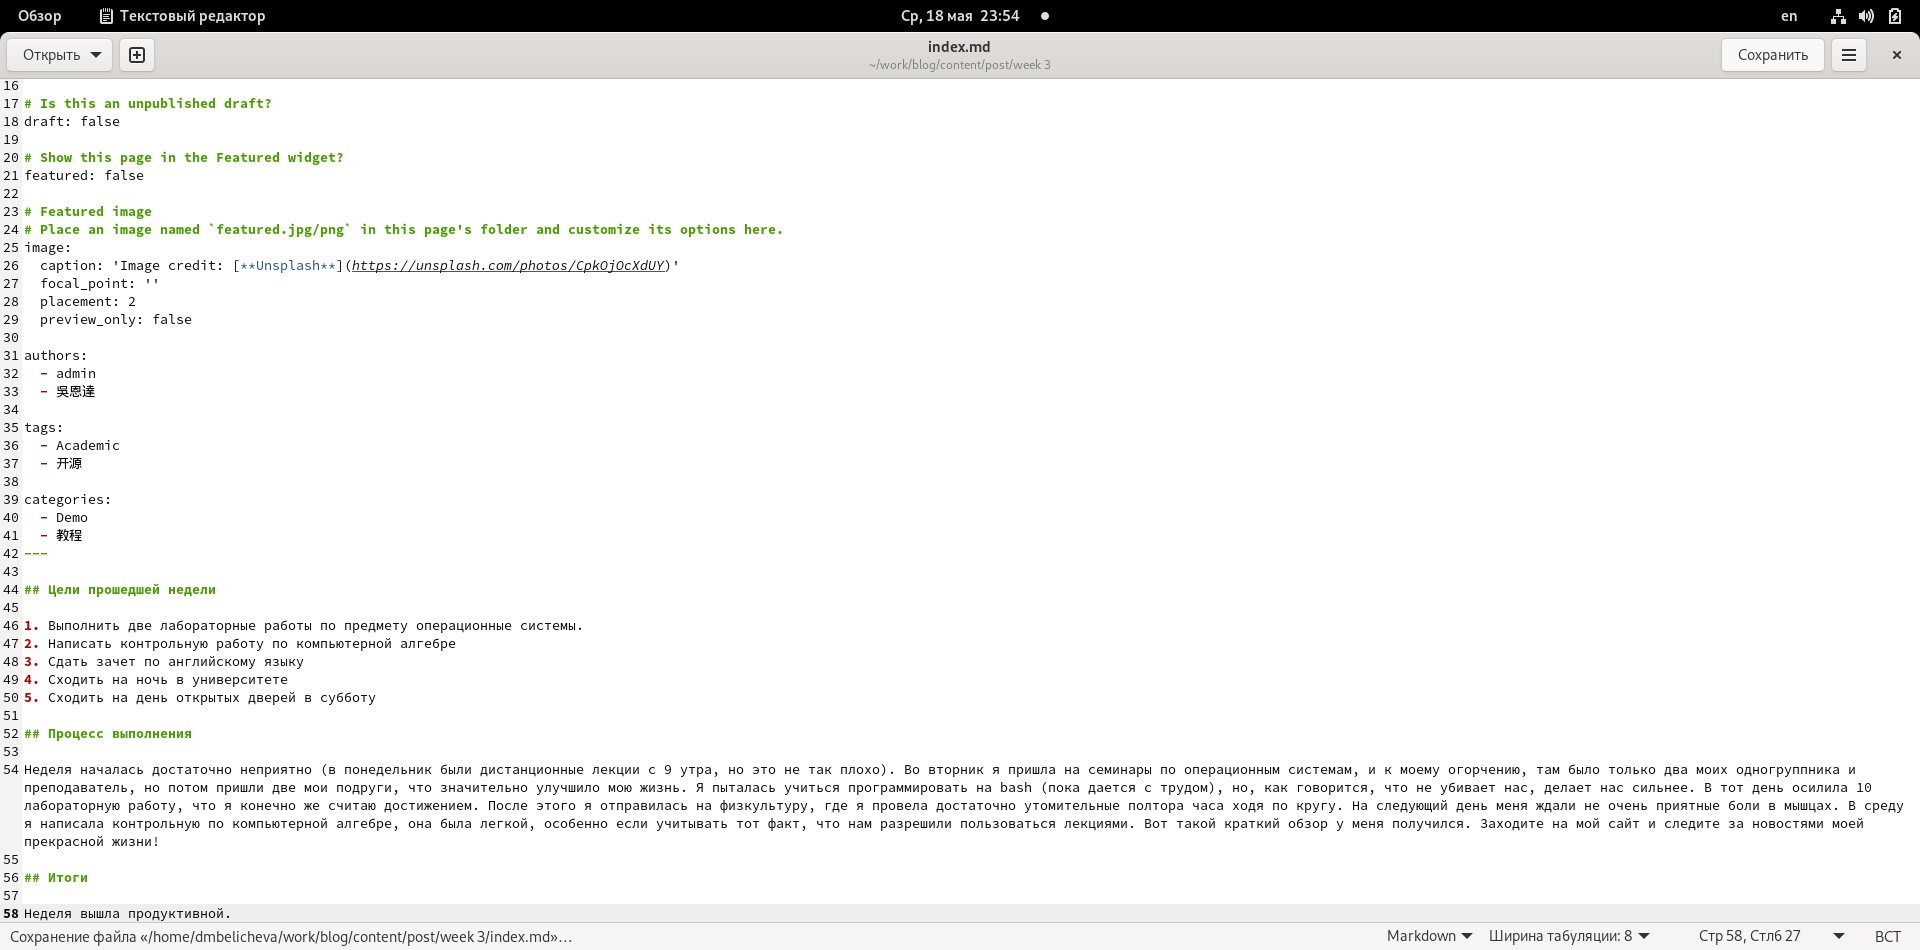 Обзор Текстовый редактор Ср, 18 мая 23:54 en
Открыть index.md Сохранить
~/work/blog/content/post/week 3
16
17 # Is this an unpublished draft?
18 draft: false
19
20 # Show this page in the Featured widget?
21 featured: false
22
23 # Featured image
24 # Place an image named `featured.jpg/png` in this page's folder and customize its options here.
25 image:
26   caption: 'Image credit: [**Unsplash**](https://unsplash.com/photos/CpkOjOcXdUY)'
27   focal_point: ''
28   placement: 2
29   preview_only: false
30
31 authors:
32   - admin
33   - 吳恩達
34
35 tags:
36   - Academic
37   - 开源
38
39 categories:
40   - Demo
41   - 教程
42 ---
43
44 ## Цели прошедшей недели
45
46 1. Выполнить две лабораторные работы по предмету операционные системы.
47 2. Написать контрольную работу по компьютерной алгебре
48 3. Сдать зачет по английскому языку
49 4. Сходить на ночь в университете
50 5. Сходить на день открытых дверей в субботу
51
52 ## Процесс выполнения
53
54 Неделя началась достаточно неприятно (в понедельник были дистанционные лекции с 9 утра, но это не так плохо). Во вторник я пришла на семинары по операционным системам, и к моему огорчению, там было только два моих одногруппника и
преподаватель, но потом пришли две мои подруги, что значительно улучшило мою жизнь. Я пыталась учиться программировать на bash (пока дается с трудом), но, как говорится, что не убивает нас, делает нас сильнее. В тот день осилила 10
лабораторную работу, что я конечно же считаю достижением. После этого я отправилась на физкультуру, где я провела достаточно утомительные полтора часа ходя по кругу. На следующий день меня ждали не очень приятные боли в мышцах. В среду
я написала контрольную по компьютерной алгебре, она была легкой, особенно если учитывать тот факт, что нам разрешили пользоваться лекциями. Вот такой краткий обзор у меня получился. Заходите на мой сайт и следите за новостями моей
прекрасной жизни!
55
56 ## Итоги
57
58 Неделя вышла продуктивной.
Сохранение файла «/home/dmbelicheva/work/blog/content/post/week 3/index.md»… Markdown Ширина табуляции: 8 Стр 58, Стлб 27 ВСТ